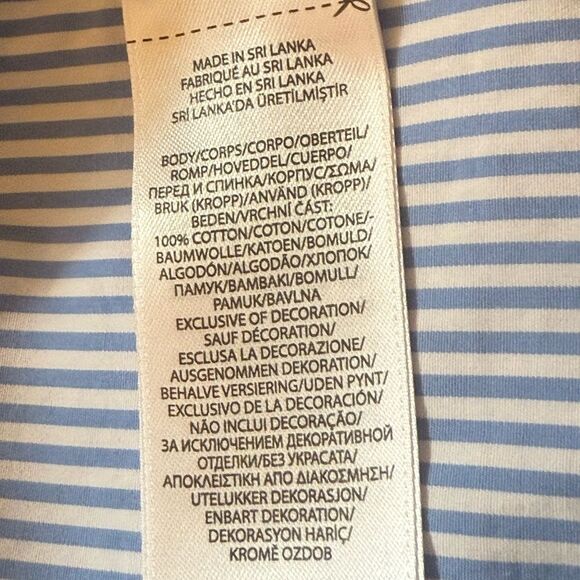 MADE IN SRI LANKA
FABRIQUÉ AU SRI LANKA
HECHO EN SRI LANKA
SRİ LANKA'DA ÜRETİLMİŞTİR
BODY/CORPS/CORPO/OBERTEIL/
ROMP/HOVEDDEL/CUERPO/
ПЕРЕД И СПИНКА/КОРПУС/ΣΩΜΑ/
BRUK (KROPP)/ANVÄND (KROPP)/
BEDEN/VRCHNÍ ČÁST:
100% COTTON/COTON/COTONE/-
BAUMWOLLE/KATOEN/BOMULD/
ALGODÓN/ALGODÃO/ХЛОПОК/
ПАМУК/ΒΑΜΒΑΚΙ/BOMULL/
PAMUK/BAVLNA
EXCLUSIVE OF DECORATION/
SAUF DÉCORATION/
ESCLUSA LA DECORAZIONE/
AUSGENOMMEN DEKORATION/
BEHALVE VERSIERING/UDEN PYNT/
EXCLUSIVO DE LA DECORACIÓN/
NÃO INCLUI DECORAÇÃO/
ЗА ИСКЛЮЧЕНИЕМ ДЕКОРАТИВНОЙ
ОТДЕЛКИ/БЕЗ УКРАСАТА/
ΑΠΟΚΛΕΙΣΤΙΚΗ ΑΠΟ ΔΙΑΚΟΣΜΗΣΗ/
UTELUKKER DEKORASJON/
ENBART DEKORATION/
DEKORASYON HARİÇ/
KROMĚ OZDOB